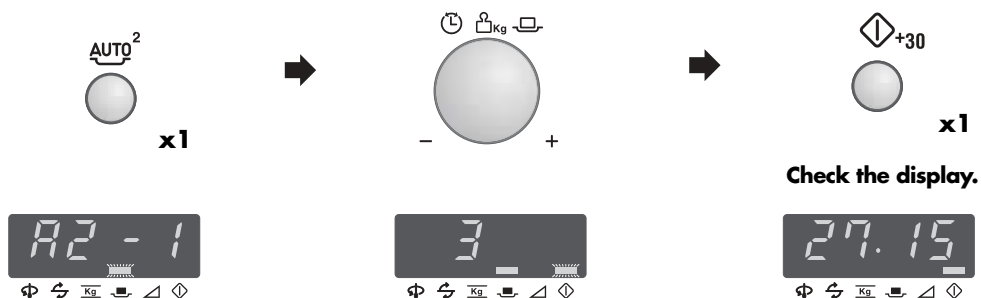 AUTO²
Kg
+30
x1
- +
x1
Check the display.
A2 - 1
3
27.15
Kg
Kg
Kg